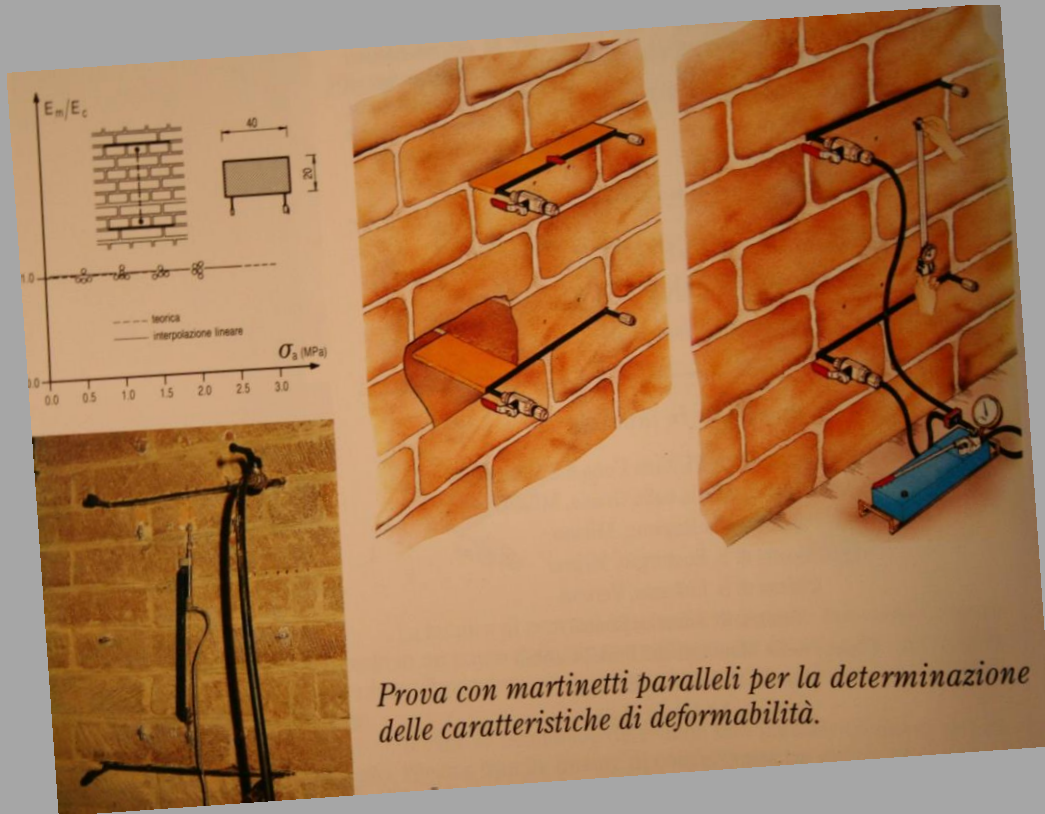 Em/Ec
40
20
1.0
teorica
interpolazione lineare
σa (MPa)
0.0
0.0 0.5 1.0 1.5 2.0 2.5 3.0
Prova con martinetti paralleli per la determinazione
delle caratteristiche di deformabilità.